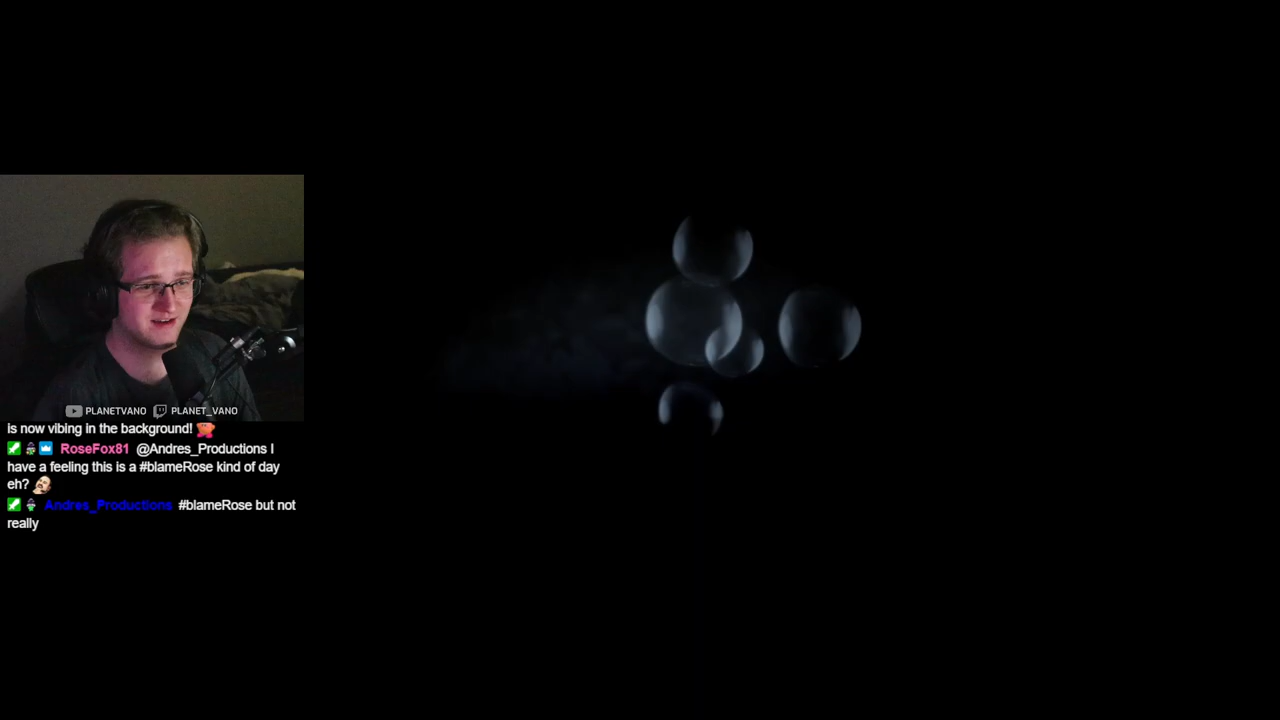 PLANETVANO PLANET_VANO
is now vibing in the background!
RoseFox81 @Andres_Productions I
have a feeling this is a #blameRose kind of day
eh?
Andres_Productions #blameRose but not
really